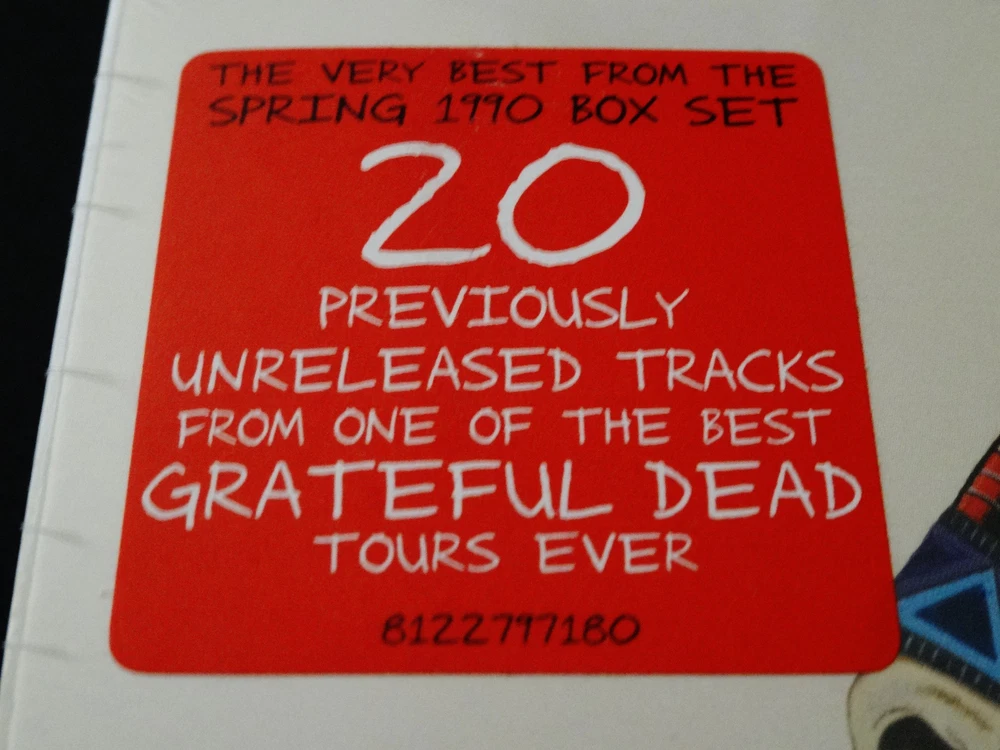 THE VERY BEST FROM THE
SPRING 1990 BOX SET
20
PREVIOUSLY
UNRELEASED TRACKS
FROM ONE OF THE BEST
GRATEFUL DEAD
TOURS EVER
8122797180